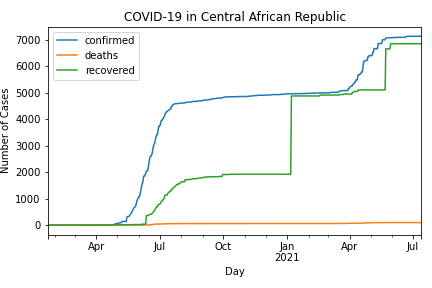 COVID-19 in Central African Republic
confirmed
deaths
recovered
Number of Cases
7000
6000
5000
4000
3000
2000
1000
0
Apr Jul Oct Jan Apr Jul
2021
Day